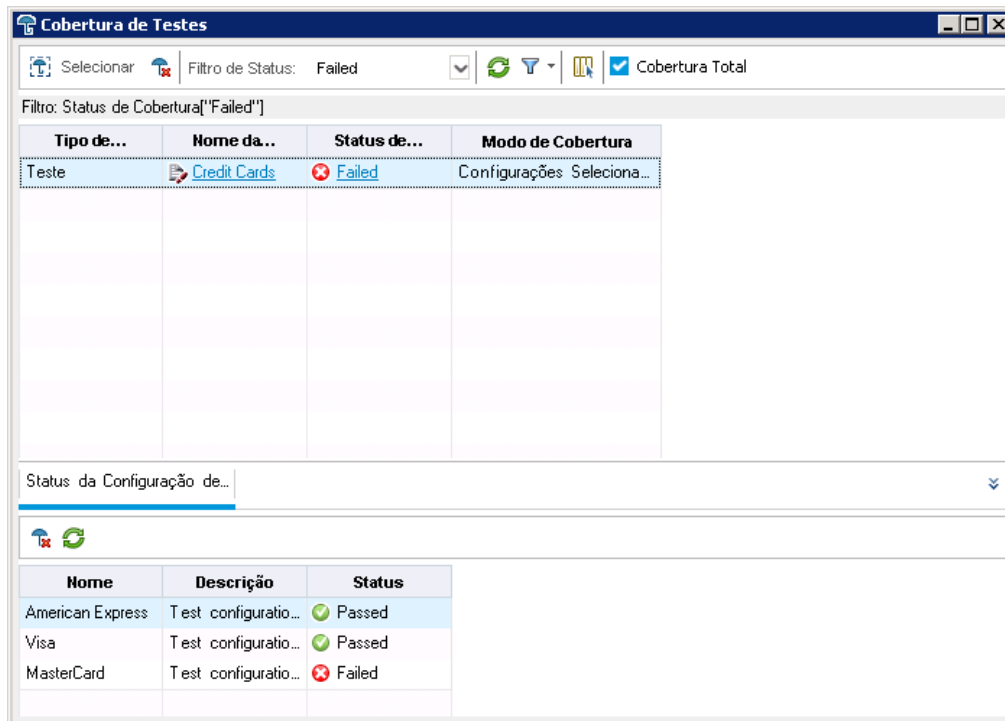 Cobertura de Testes
Selecionar Filtro de Status: Failed Cobertura Total
Filtro: Status de Cobertura["Failed"]
Tipo de... Nome da... Status de... Modo de Cobertura
Teste Credit Cards Failed Configurações Seleciona...
Status da Configuração de...
Nome Descrição Status
American Express Test configuratio... Passed
Visa Test configuratio... Passed
MasterCard Test configuratio... Failed